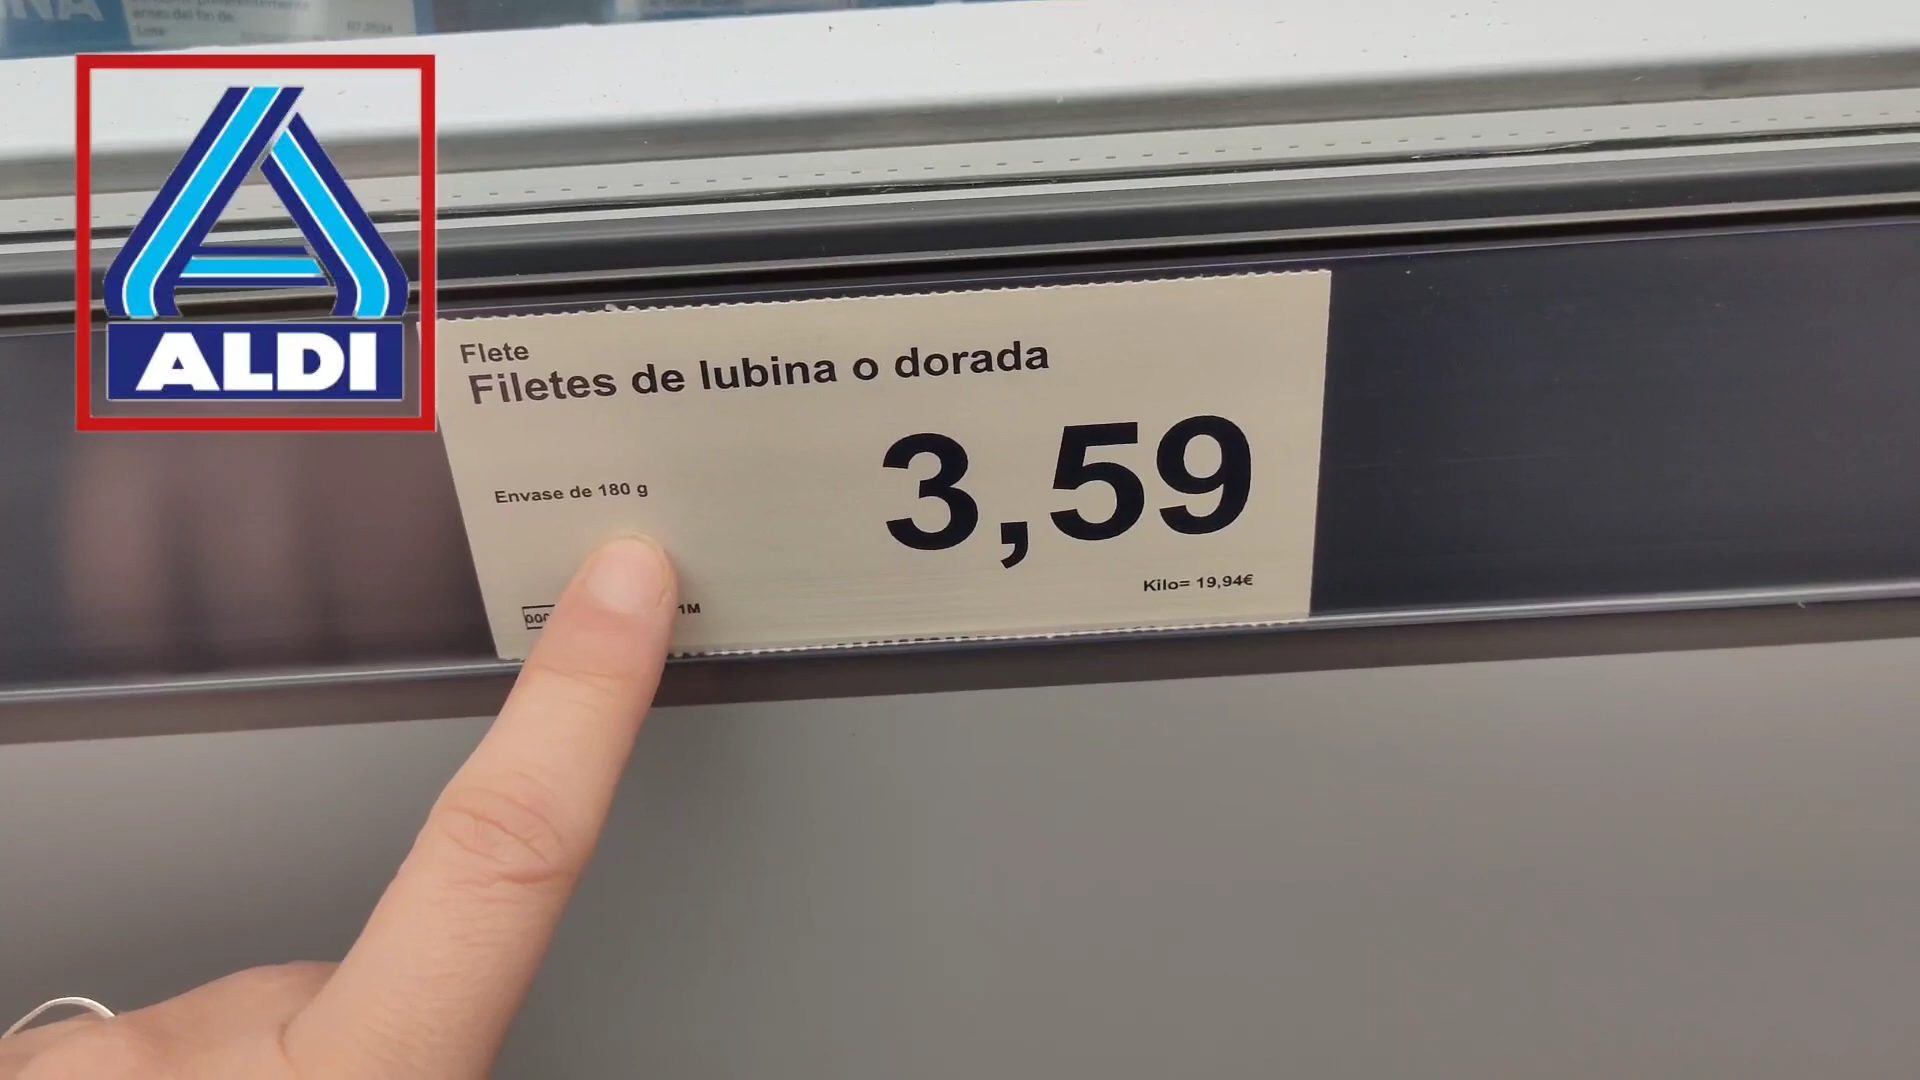 ALDI
Flete
Filetes de lubina o dorada
Envase de 180 g
3,59
Kilo= 19,94€
1M